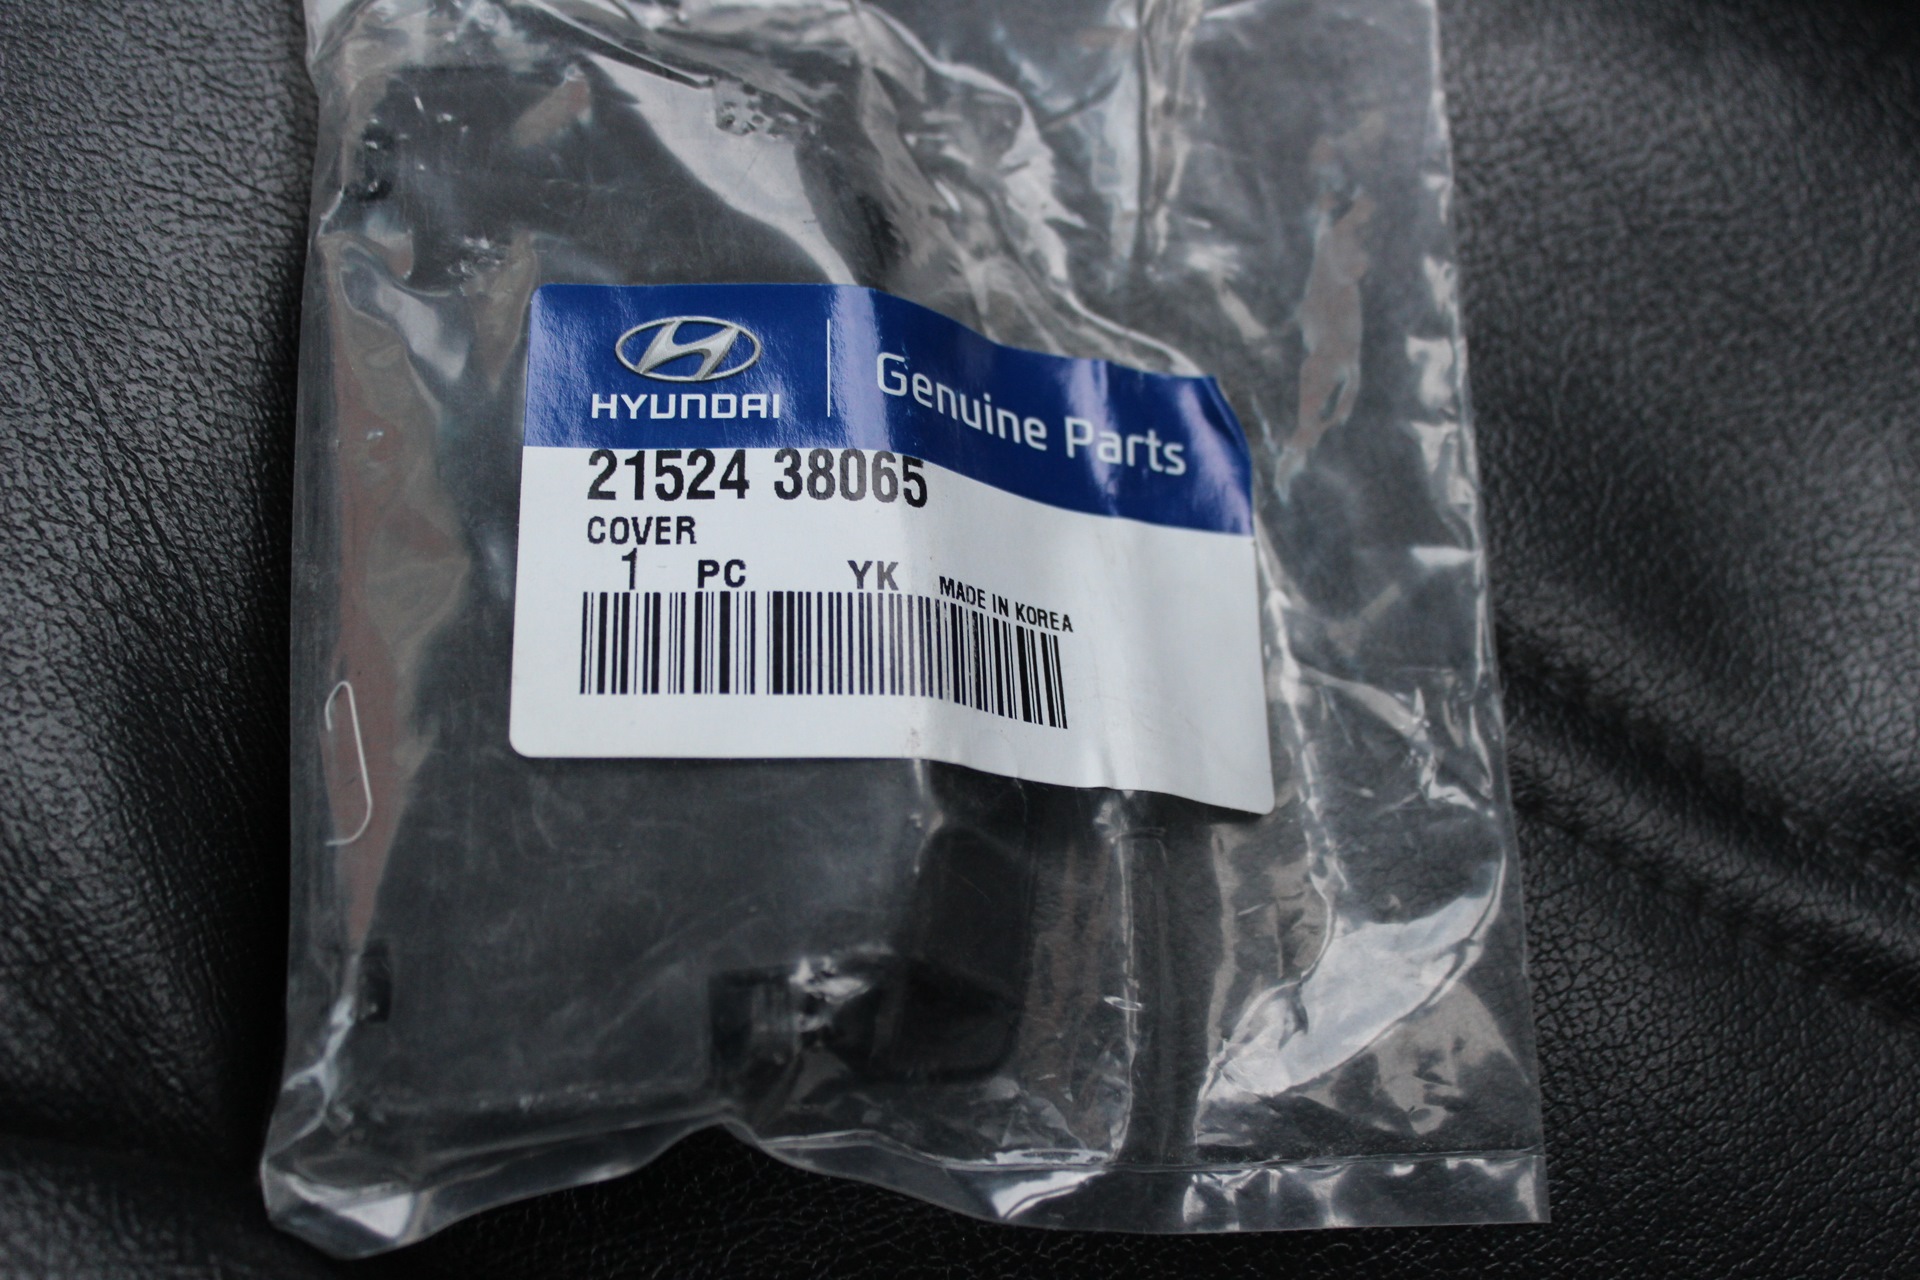 HYUNDAI
Genuine Parts
21524 38065
COVER
1 PC YK MADE IN KOREA